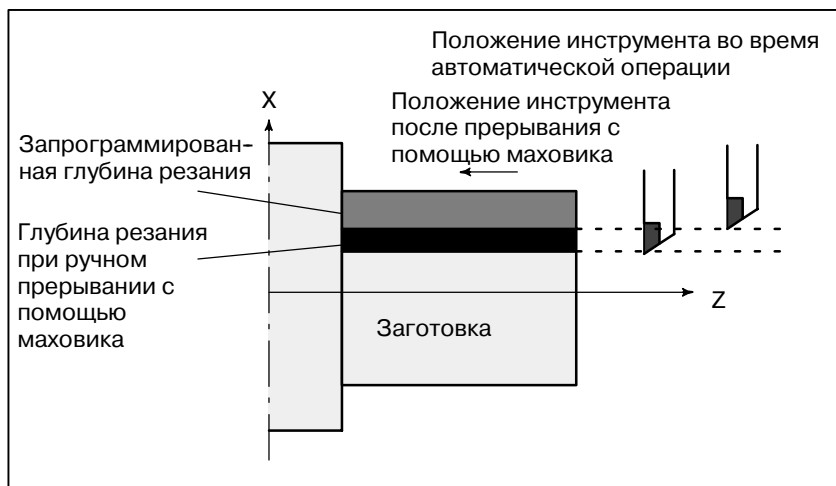 Положение инструмента во время
автоматической операции
Положение инструмента
после прерывания с
помощью маховика
X
Запрограммирован-
ная глубина резания
Глубина резания
при ручном
прерывании с
помощью
маховика
Z
Заготовка